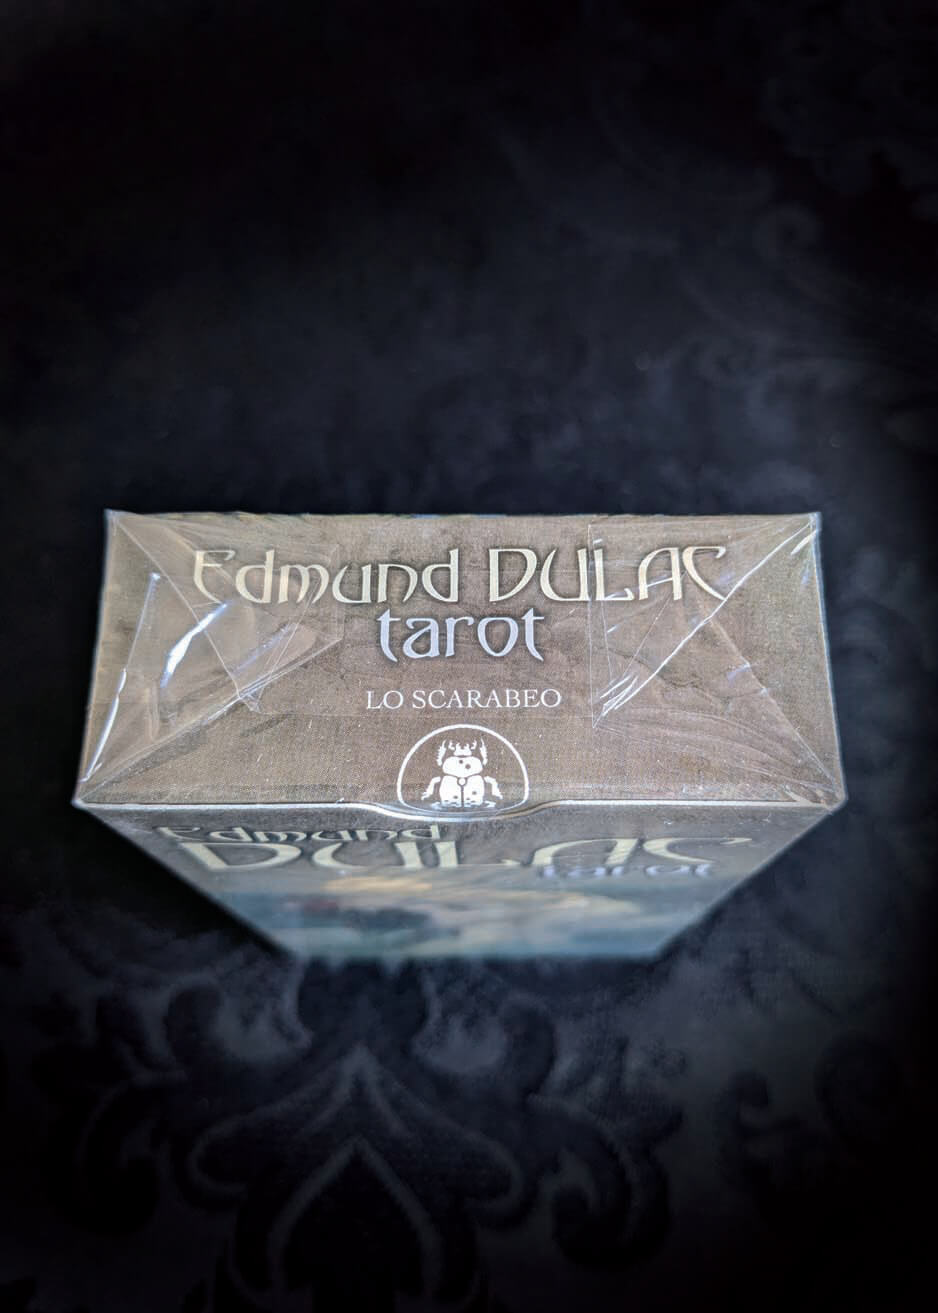 Edmund DULAC
tarot
LO SCARABEO
Edmund
DULAC
tarot